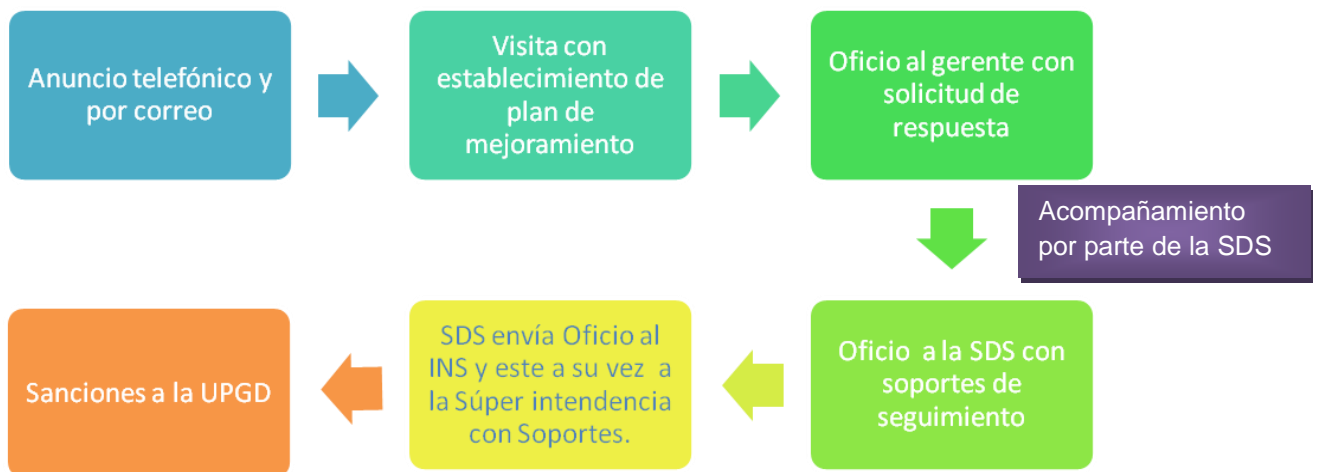 Anuncio telefónico y
por correo
Visita con
establecimiento de
plan de
mejoramiento
Oficio al gerente con
solicitud de
respuesta
Acompañamiento
por parte de la SDS
Oficio a la SDS con
soportes de
seguimiento
SDS envía Oficio al
INS y este a su vez a
la Súper intendencia
con Soportes.
Sanciones a la UPGD